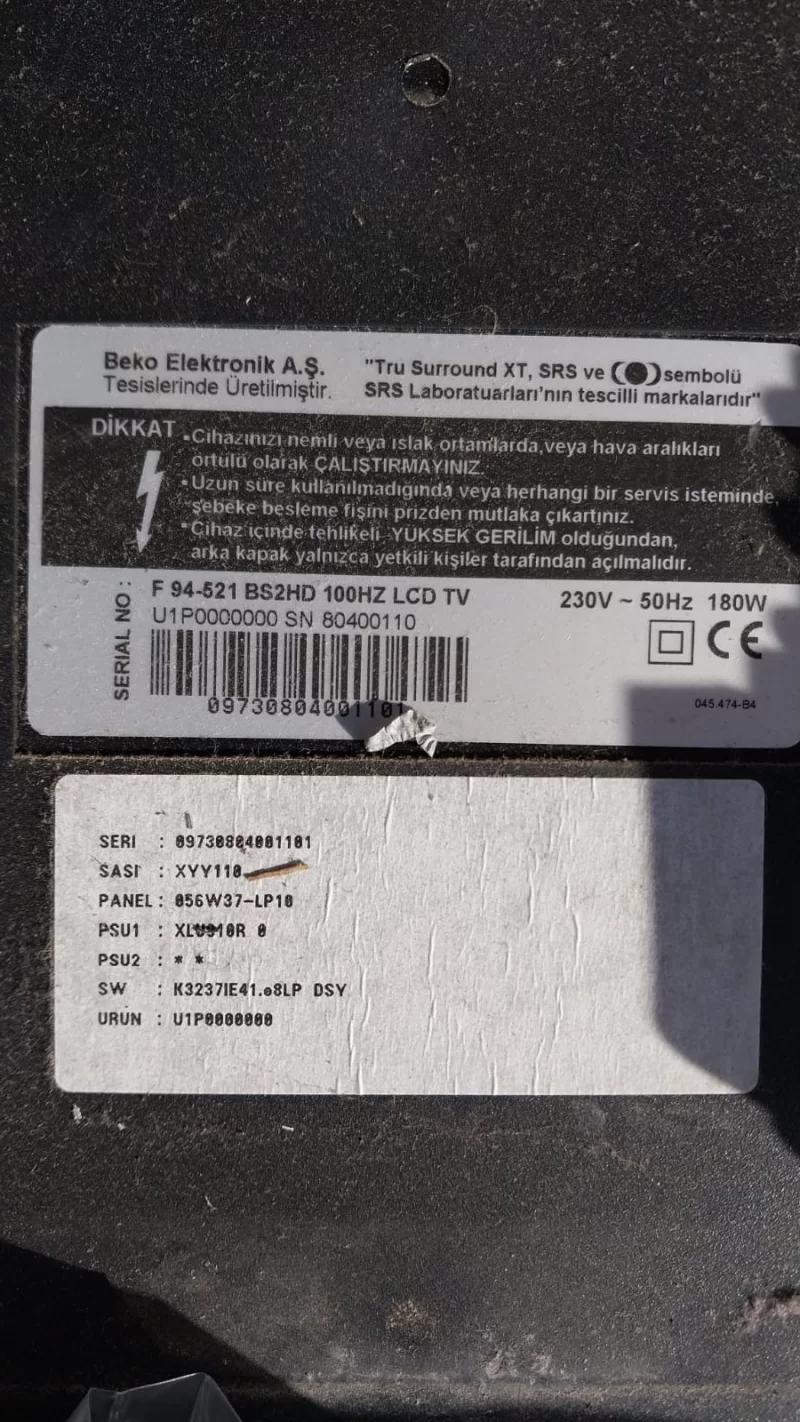 Beko Elektronik A.Ş.
Tesislerinde Üretilmiştir.
"Tru Surround XT, SRS ve sembolü
SRS Laboratuarları'nın tescilli markalarıdır"
DİKKAT
•Cihazınızı nemli veya ıslak ortamlarda,veya hava aralıkları
örtülü olarak ÇALIŞTIRMAYINIZ.
•Uzun süre kullanılmadığında veya herhangi bir servis isteminde,
şebeke besleme fişini prizden mutlaka çıkartınız.
•Cihaz içinde tehlikeli YÜKSEK GERİLİM olduğundan,
arka kapak yalnızca yetkili kişiler tarafından açılmalıdır.
SERIAL NO :
F 94-521 BS2HD 100HZ LCD TV
230V ~ 50Hz 180W
U1P0000000 SN 80400110
CE
09730804001101
045.474-B4
SERI : 09730804001101
SASI : XYY110
PANEL : 056W37-LP10
PSU1 : 0
PSU2 : * *
SW : K3237IE41.08LP DSY
URUN : U1P0000000